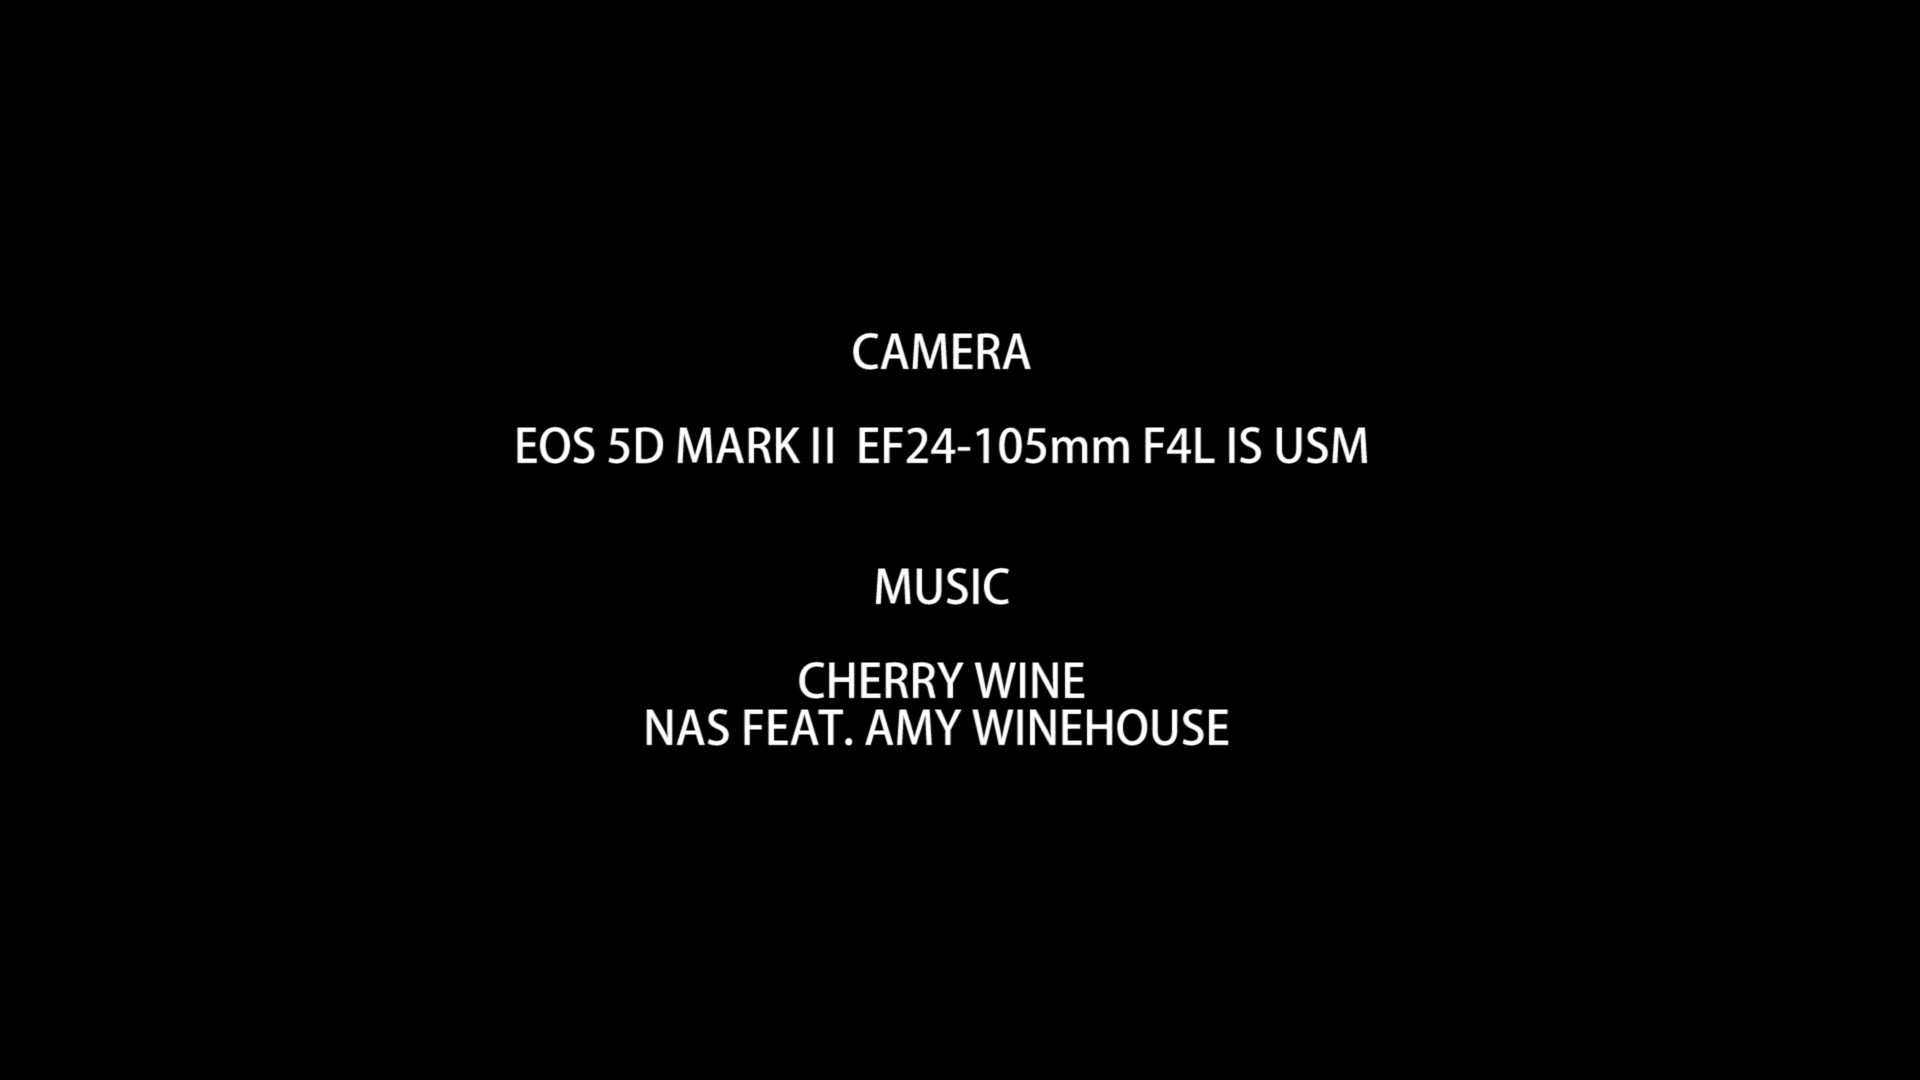 CAMERA
EOS 5D MARK II  EF24-105mm F4L IS USM
MUSIC
CHERRY WINE
NAS FEAT. AMY WINEHOUSE